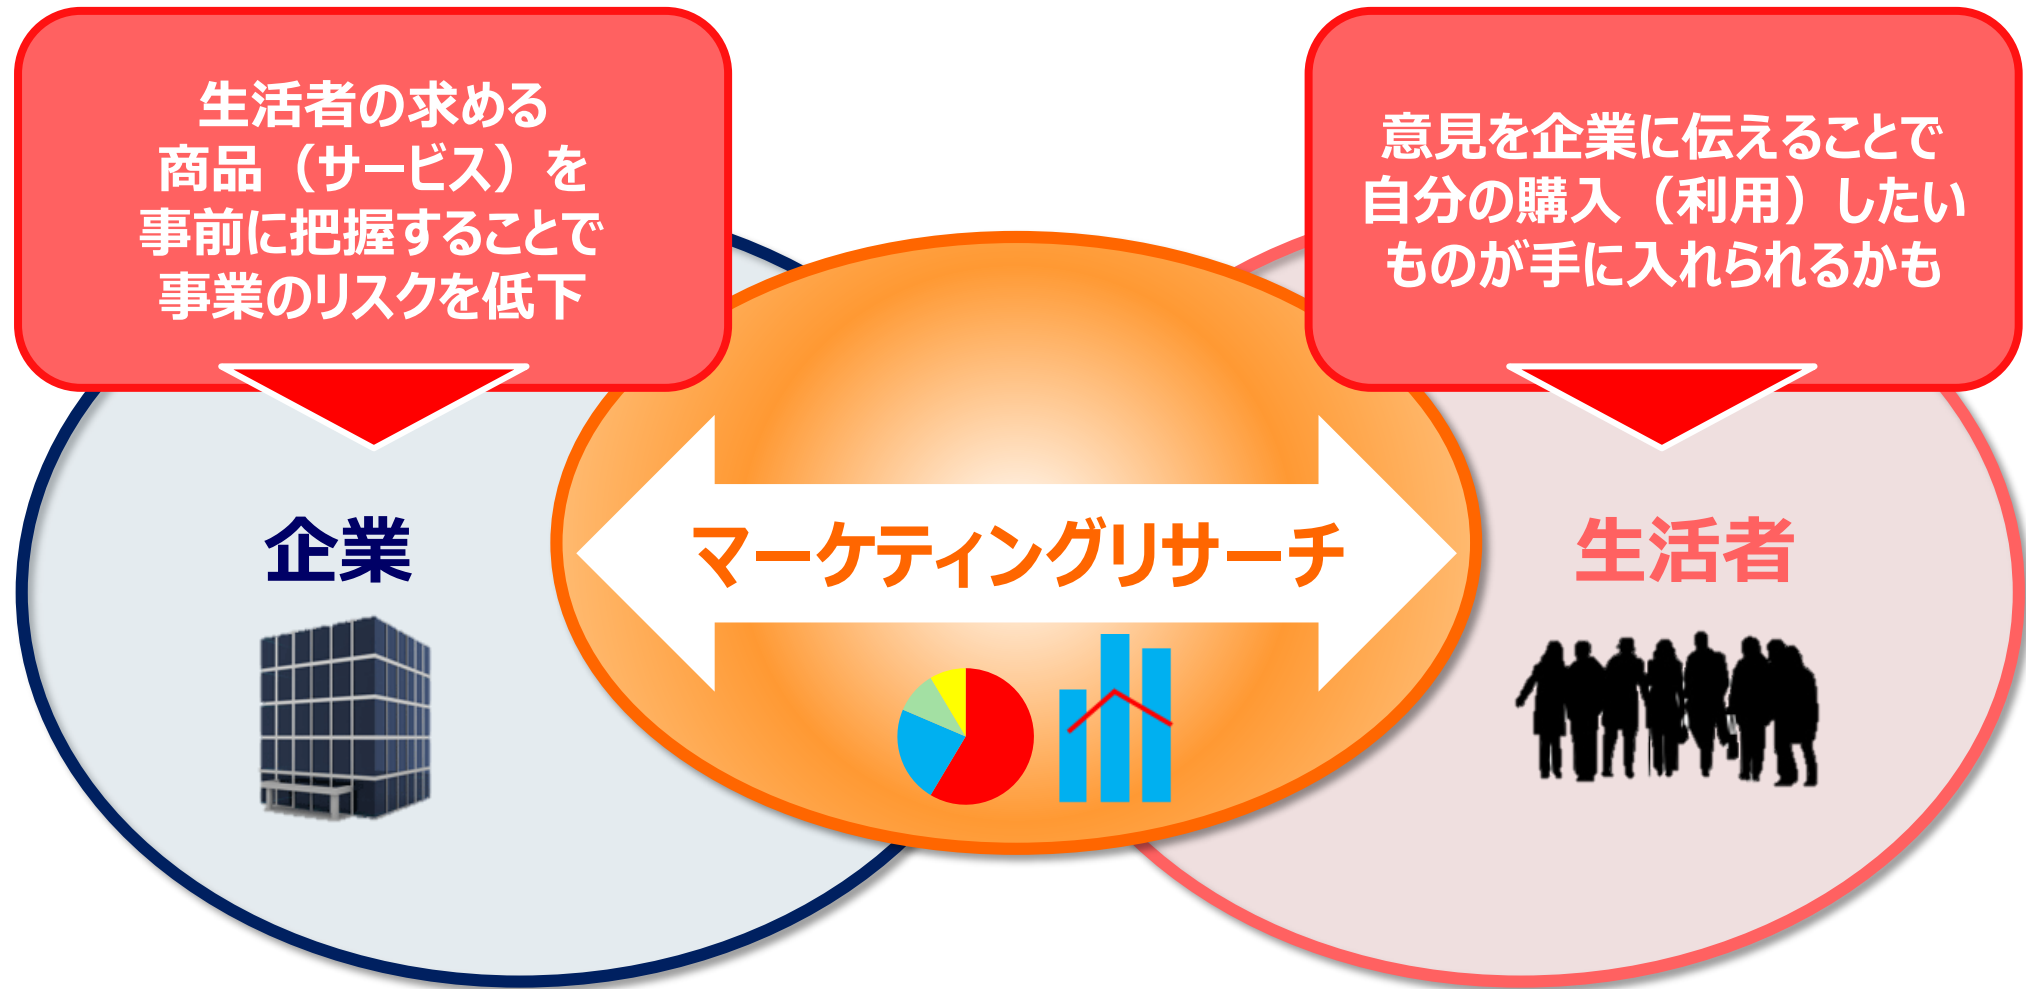 生活者の求める
商品（サービス）を
事前に把握することで
事業のリスクを低下
意見を企業に伝えることで
自分の購入（利用）したい
ものが手に入れられるかも
企業
マーケティングリサーチ
生活者